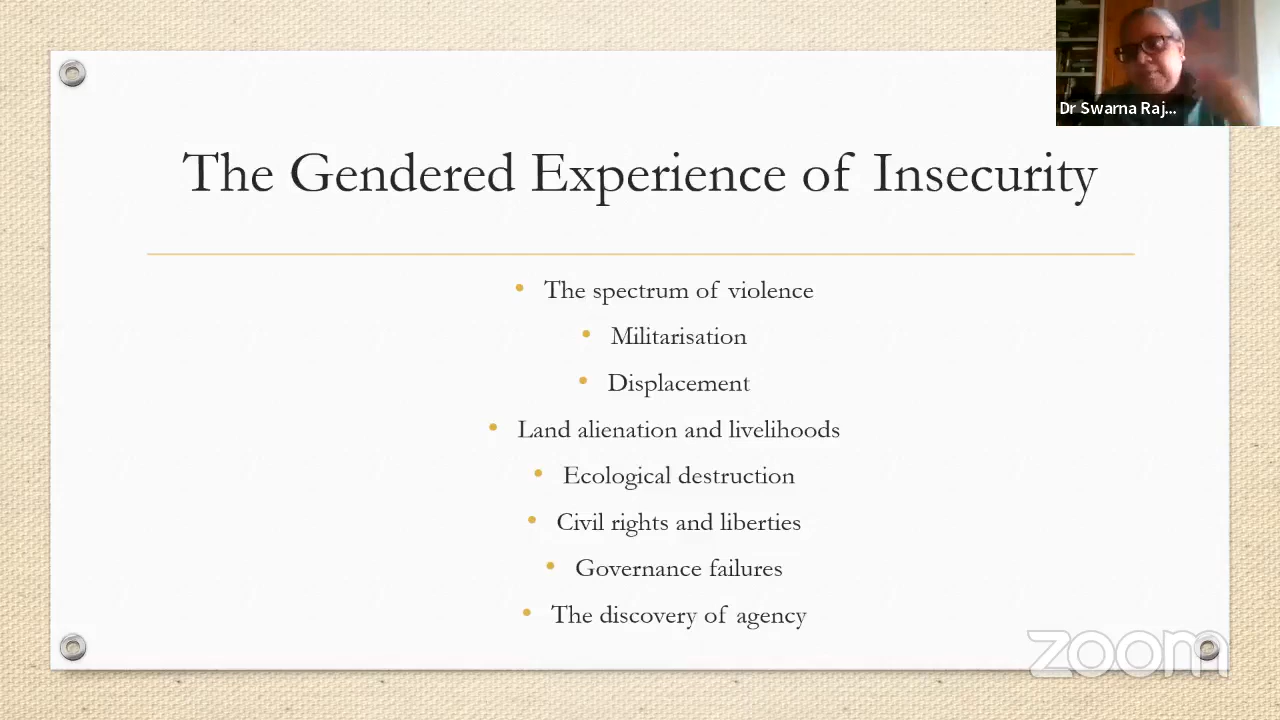 Dr Swarna Raj...
The Gendered Experience of Insecurity
• The spectrum of violence
• Militarisation
• Displacement
• Land alienation and livelihoods
• Ecological destruction
• Civil rights and liberties
• Governance failures
• The discovery of agency
zoom